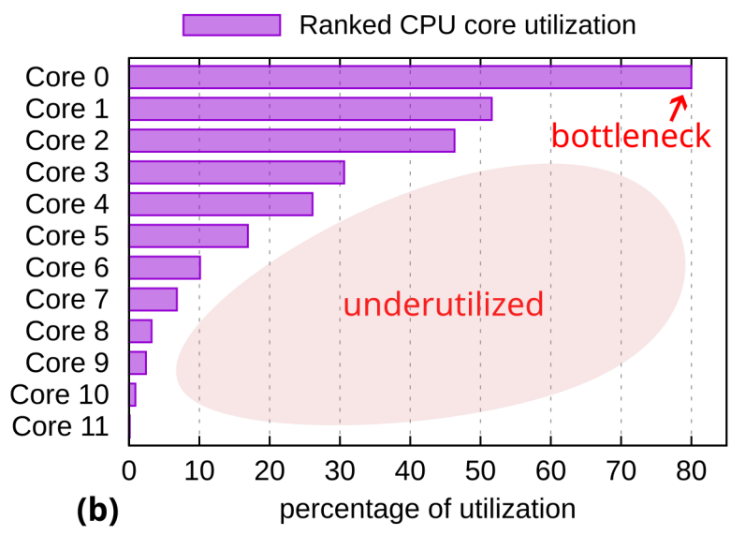 Ranked CPU core utilization
Core 0
Core 1
bottleneck
Core 2
Core 3
Core 4
Core 5
Core 6
Core 7
underutilized
Core 8
Core 9
Core 10
Core 11
0 10 20 30 40 50 60 70 80
(b) percentage of utilization